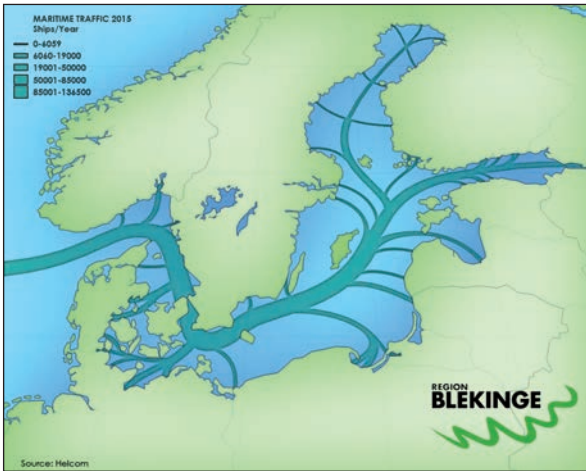 MARITIME TRAFFIC 2015
Ships/Year
0-6059
6060-19000
19001-50000
50001-85000
85001-136500
REGION
BLEKINGE
Source: Helcom